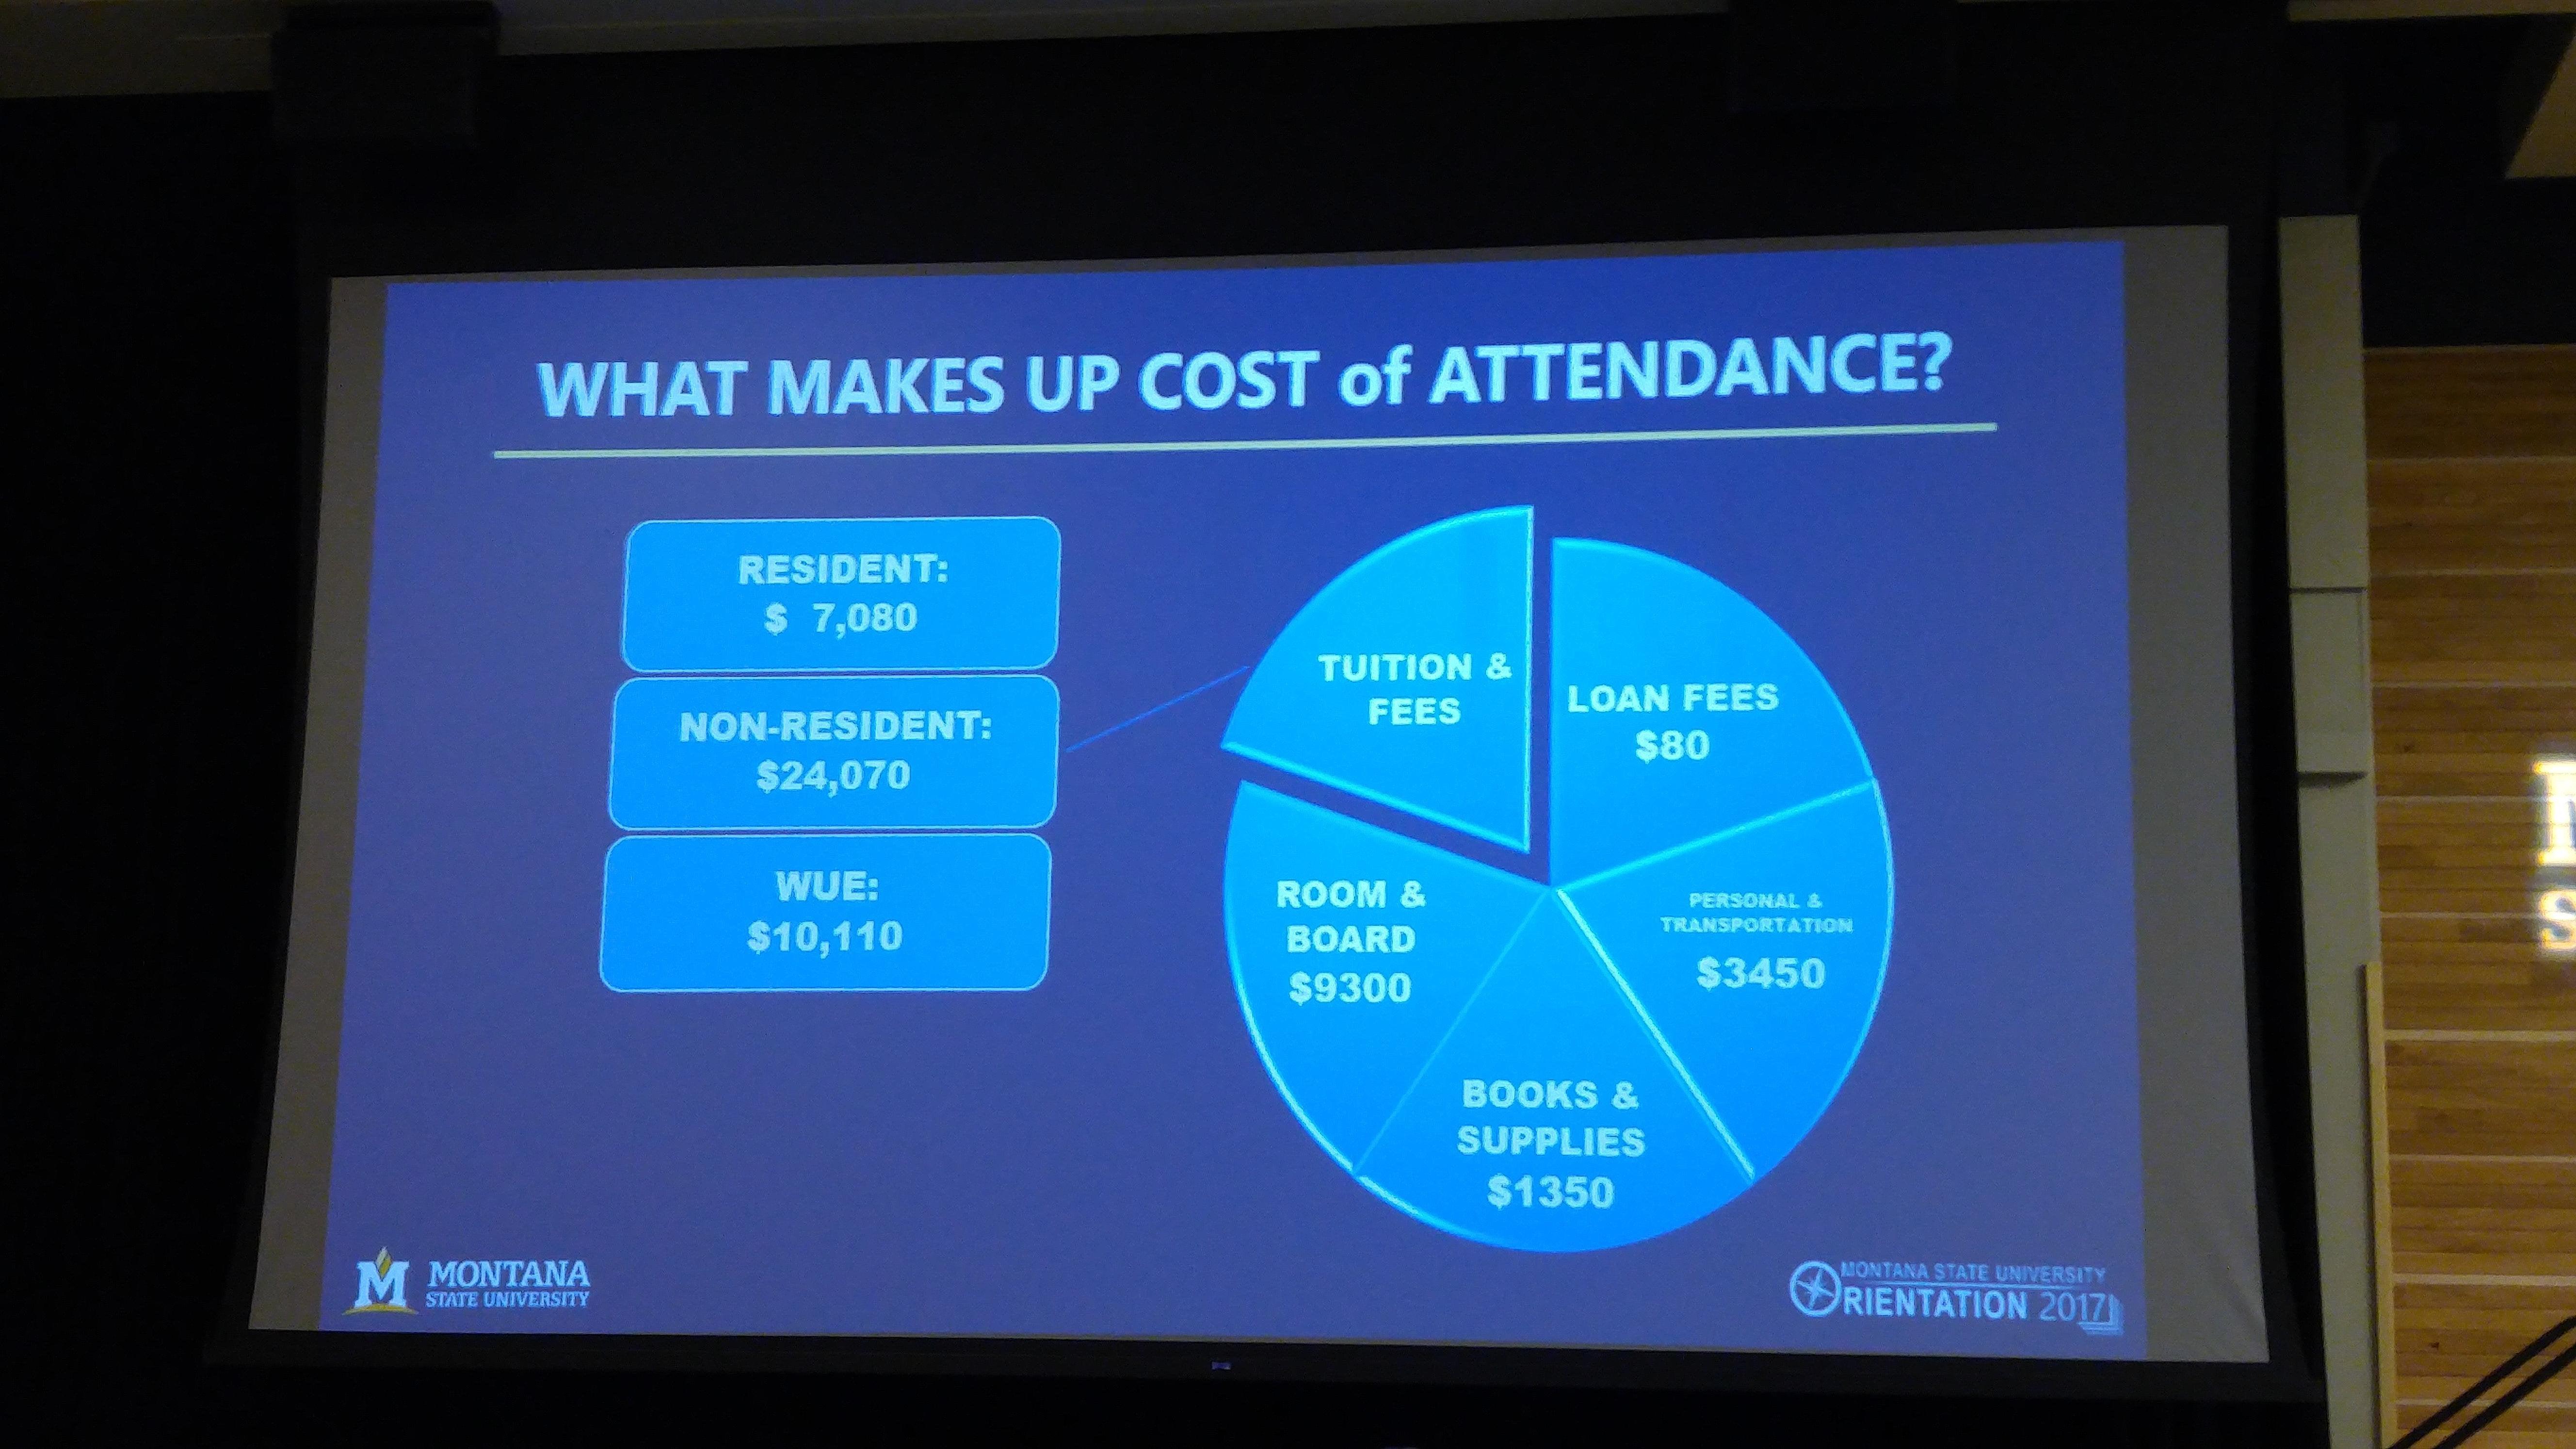 WHAT MAKES UP COST of ATTENDANCE?
RESIDENT:
$ 7,080
NON-RESIDENT:
$24,070
WUE:
$10,110
TUITION &
FEES
LOAN FEES
$80
PERSONAL &
TRANSPORTATION
$3450
BOOKS &
SUPPLIES
$1350
ROOM &
BOARD
$9300
M MONTANA
STATE UNIVERSITY
MONTANA STATE UNIVERSITY
ORIENTATION 2017